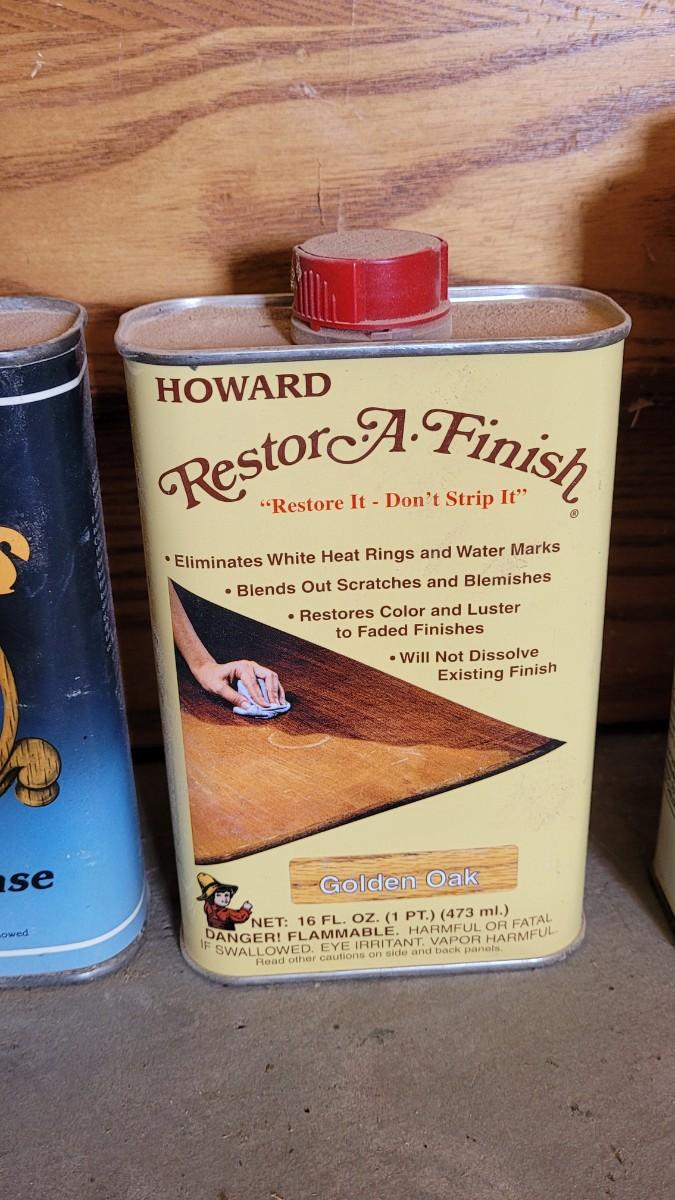 HOWARD
Restor·A·Finish
®
"Restore It - Don't Strip It"
• Eliminates White Heat Rings and Water Marks
• Blends Out Scratches and Blemishes
• Restores Color and Luster
to Faded Finishes
• Will Not Dissolve
Existing Finish
Golden Oak
NET: 16 FL. OZ. (1 PT.) (473 ml.)
DANGER! FLAMMABLE. HARMFUL OR FATAL
IF SWALLOWED. EYE IRRITANT. VAPOR HARMFUL.
Read other cautions on side and back panels.